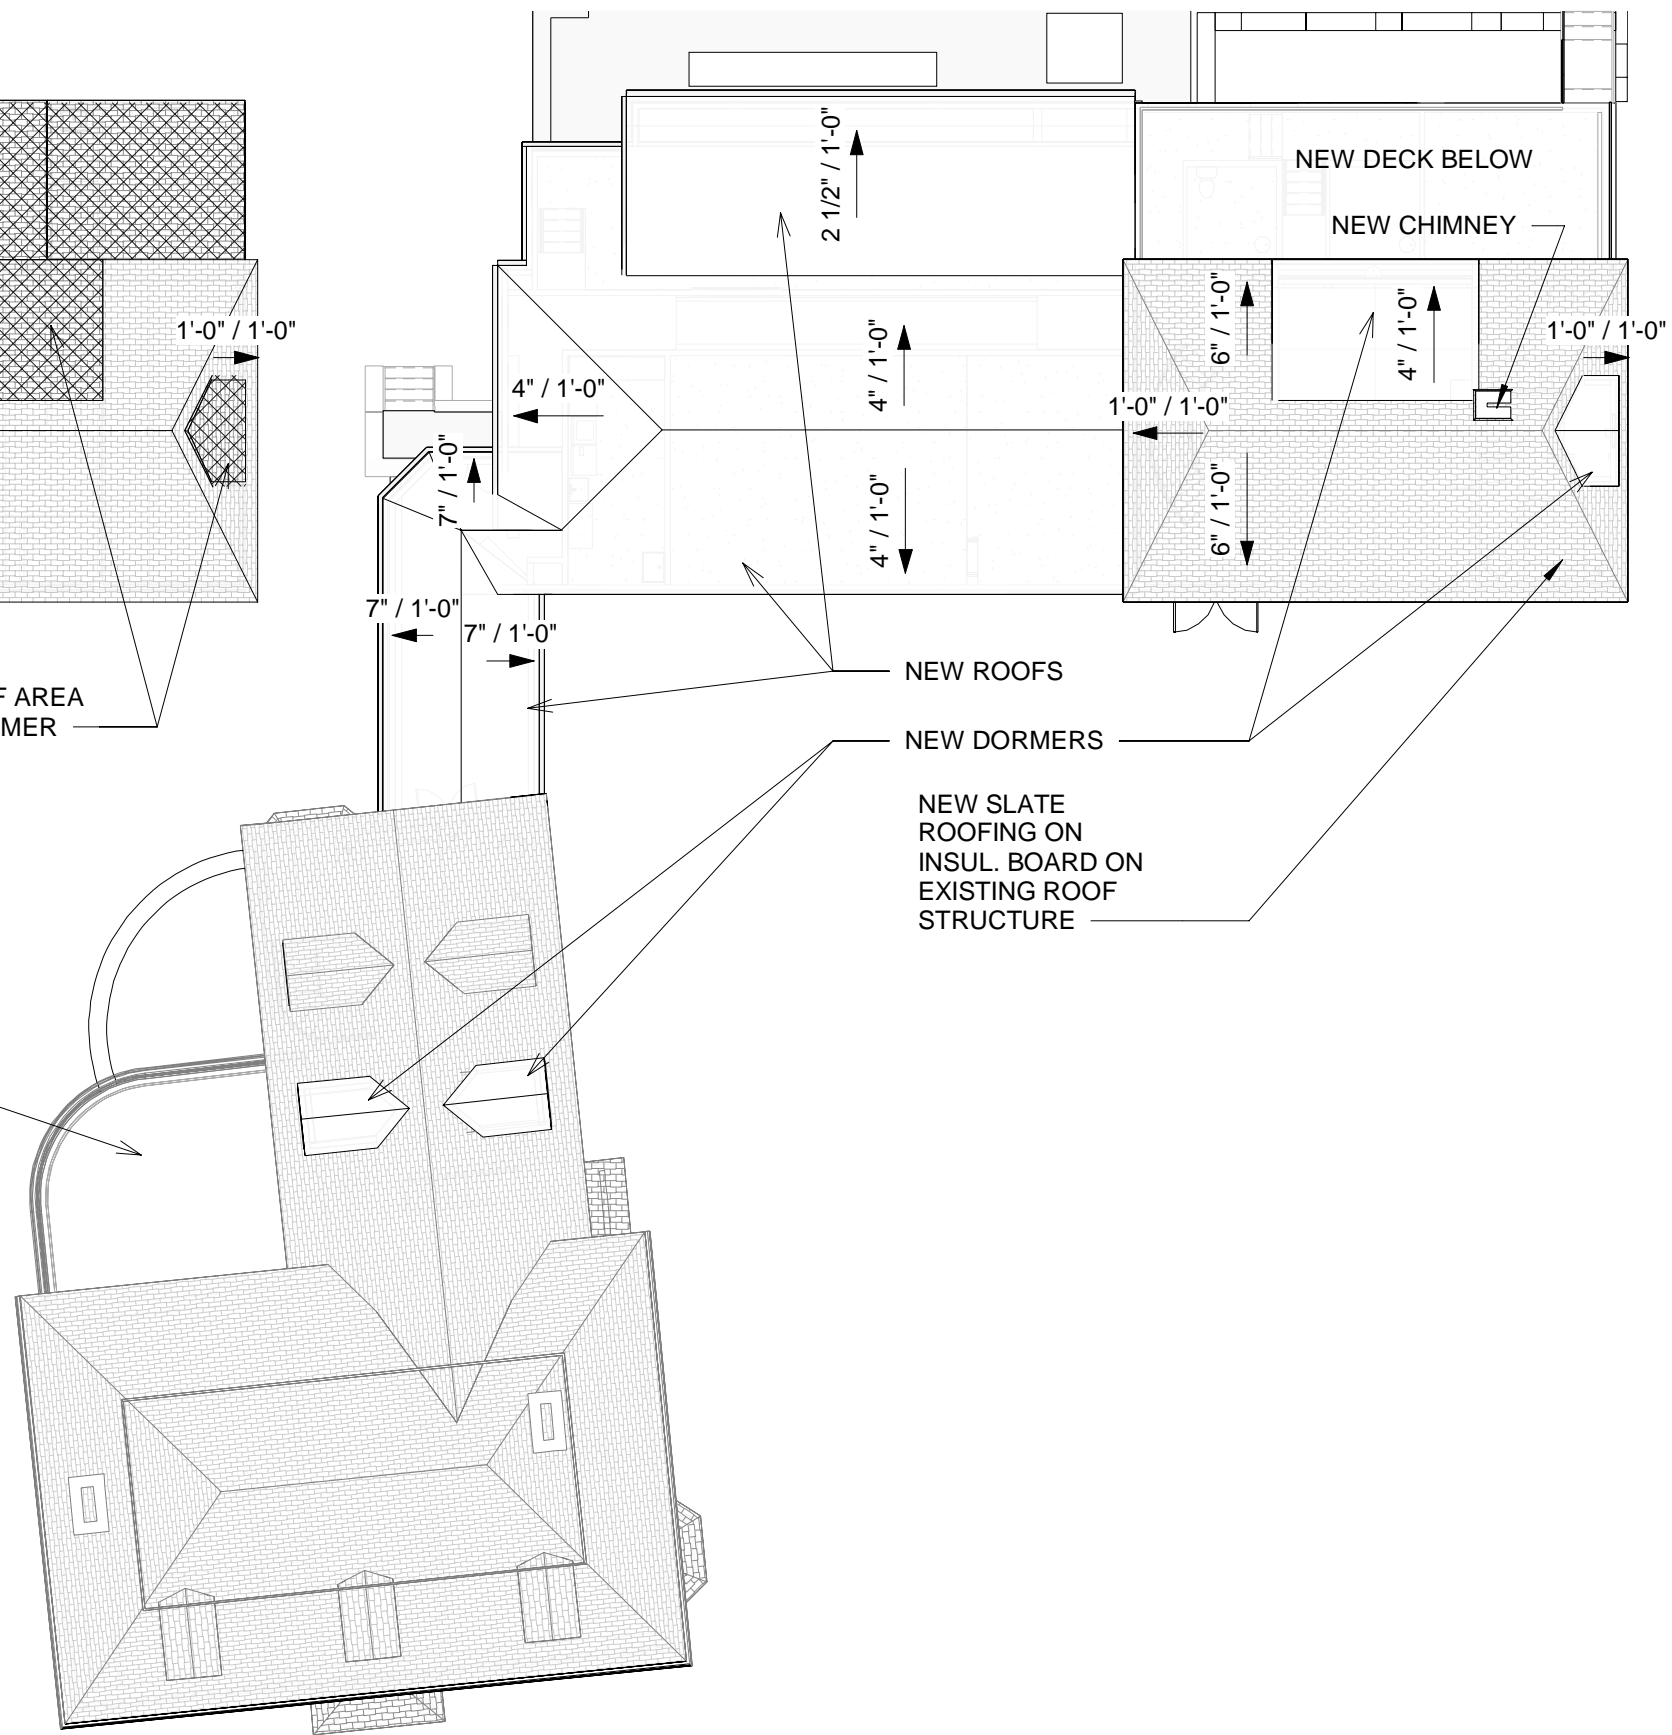 2 1/2" / 1'-0"
NEW DECK BELOW
NEW CHIMNEY
1'-0" / 1'-0"
4" / 1'-0"
4" / 1'-0"
6" / 1'-0"
4" / 1'-0"
1'-0" / 1'-0"
1'-0" / 1'-0"
7" / 1'-0"
4" / 1'-0"
6" / 1'-0"
7" / 1'-0"
7" / 1'-0"
NEW ROOFS
F AREA
MER
NEW DORMERS
NEW SLATE
ROOFING ON
INSUL. BOARD ON
EXISTING ROOF
STRUCTURE